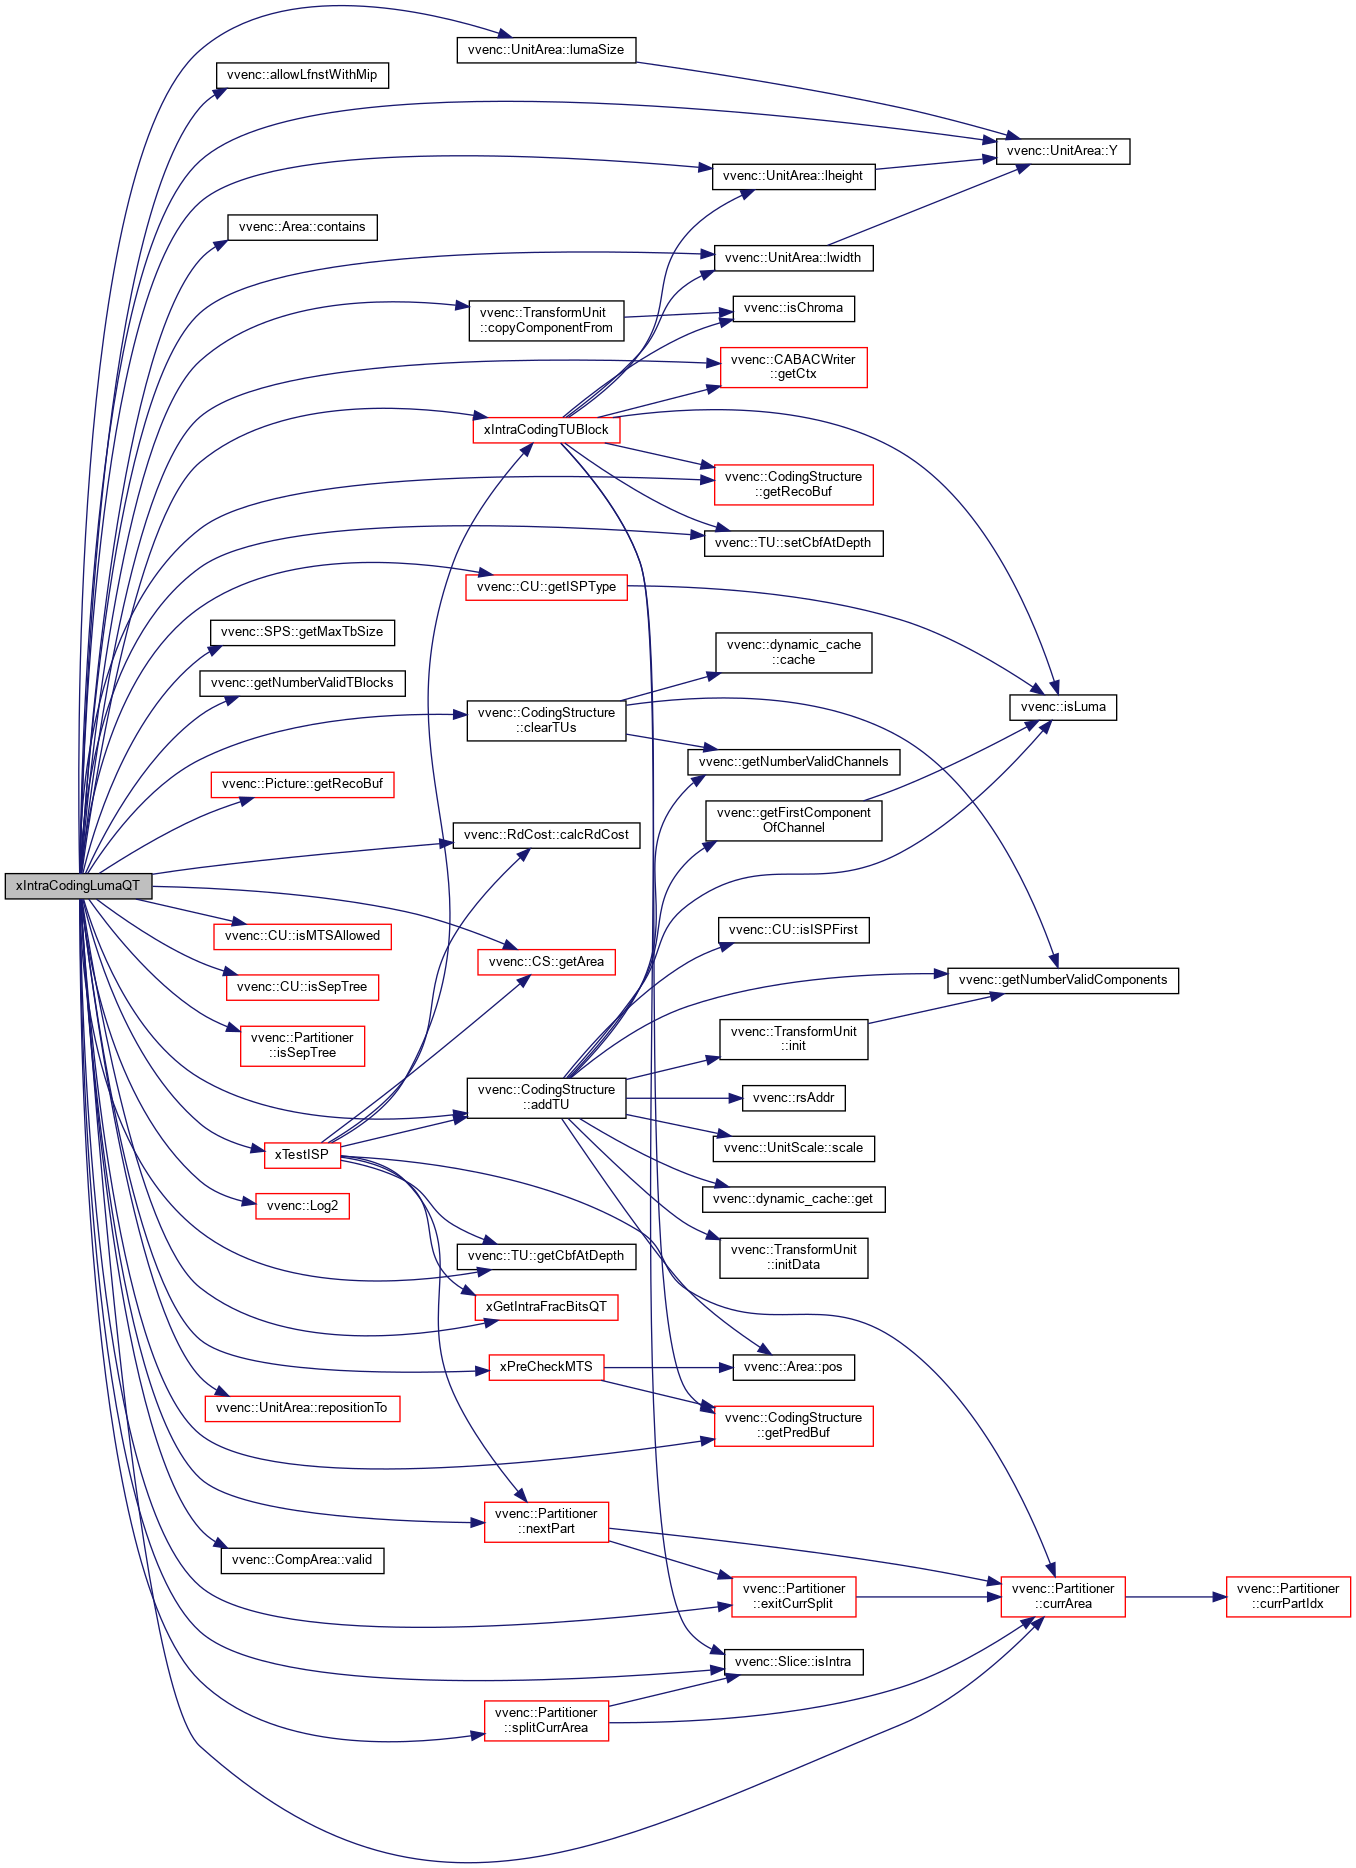 vvenc::UnitArea::lumaSize
vvenc::allowLfnstWithMip
vvenc::UnitArea::Y
vvenc::UnitArea::lheight
vvenc::Area::contains
vvenc::UnitArea::lwidth
vvenc::TransformUnit
::copyComponentFrom
vvenc::isChroma
vvenc::CABACWriter
::getCtx
xIntraCodingTUBlock
vvenc::CodingStructure
::getRecoBuf
vvenc::TU::setCbfAtDepth
vvenc::CU::getISPType
vvenc::SPS::getMaxTbSize
vvenc::dynamic_cache
::cache
vvenc::getNumberValidTBlocks
vvenc::isLuma
vvenc::CodingStructure
::clearTUs
vvenc::getNumberValidChannels
vvenc::Picture::getRecoBuf
vvenc::getFirstComponent
OfChannel
vvenc::RdCost::calcRdCost
xIntraCodingLumaQT
vvenc::CU::isMTSAllowed
vvenc::CU::isISPFirst
vvenc::CS::getArea
vvenc::CU::isSepTree
vvenc::getNumberValidComponents
vvenc::Partitioner
::isSepTree
vvenc::TransformUnit
::init
vvenc::CodingStructure
::addTU
vvenc::rsAddr
xTestISP
vvenc::UnitScale::scale
vvenc::Log2
vvenc::dynamic_cache::get
vvenc::TU::getCbfAtDepth
vvenc::TransformUnit
::initData
xGetIntraFracBitsQT
xPreCheckMTS
vvenc::Area::pos
vvenc::UnitArea::repositionTo
vvenc::CodingStructure
::getPredBuf
vvenc::Partitioner
::nextPart
vvenc::CompArea::valid
vvenc::Partitioner
::exitCurrSplit
vvenc::Partitioner
::currArea
vvenc::Partitioner
::currPartIdx
vvenc::Slice::isIntra
vvenc::Partitioner
::splitCurrArea